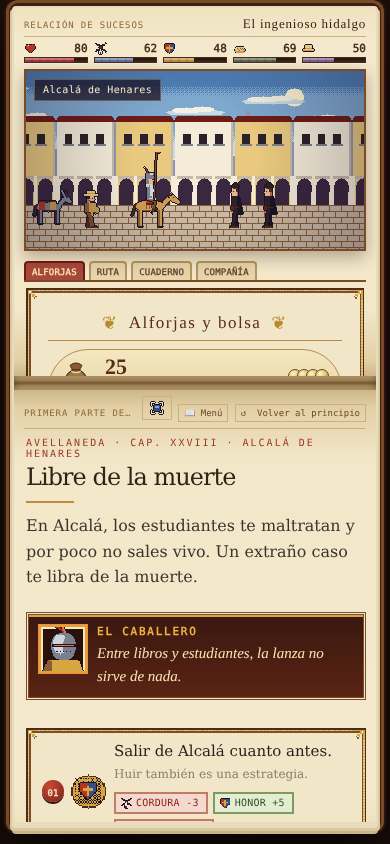 RELACIÓN DE SUCESOS
El ingenioso hidalgo
80 62 48 69 50
Alcalá de Henares
ALFORJAS RUTA CUADERNO COMPAÑÍA
Alforjas y bolsa
25
PRIMERA PARTE DE…
Menú
Volver al principio
AVELLANEDA · CAP. XXVIII · ALCALÁ DE
HENARES
Libre de la muerte
En Alcalá, los estudiantes te maltratan y
por poco no sales vivo. Un extraño caso
te libra de la muerte.
EL CABALLERO
Entre libros y estudiantes, la lanza no
sirve de nada.
Salir de Alcalá cuanto antes.
Huir también es una estrategia.
01
CORDURA -3 HONOR +5